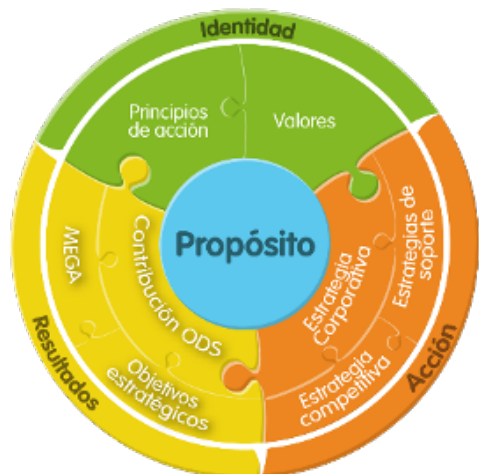 Identidad
Principios
de acción
Valores
Propósito
Estrategia
Corporativa
Estrategias de
soporte
Estrategia
competitiva
Acción
Contribución ODS
MEGA
Objetivos
estratégicos
Resultados